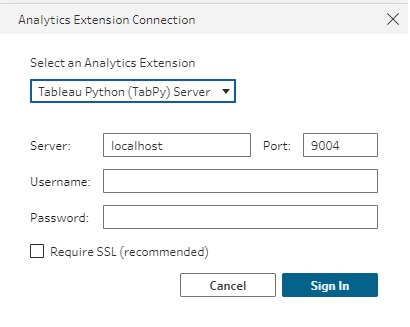 Analytics Extension Connection
Select an Analytics Extension
Tableau Python (TabPy) Server
Server: localhost Port: 9004
Username:
Password:
Require SSL (recommended)
Cancel Sign In